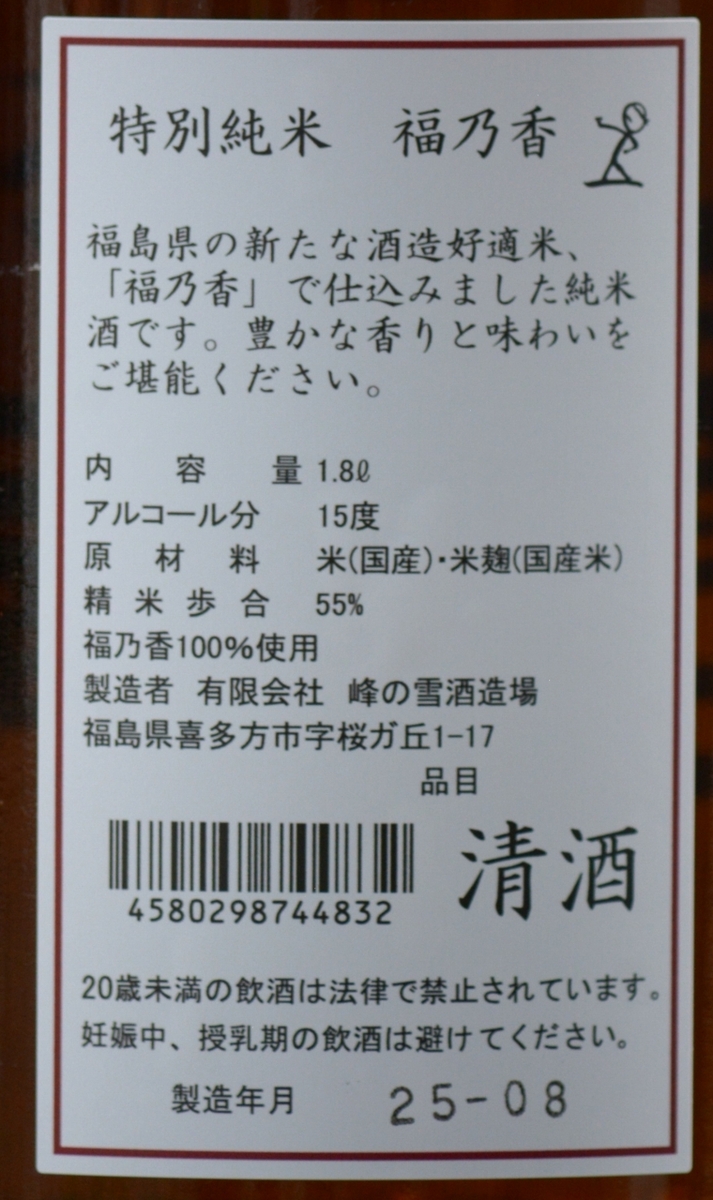 特別純米　福乃香
福島県の新たな酒造好適米、
「福乃香」で仕込みました純米
酒です。豊かな香りと味わいを
ご堪能ください。
内容量 1.8ℓ
アルコール分 15度
原材料 米(国産)・米麹(国産米)
精米歩合 55%
福乃香100%使用
製造者 有限会社 峰の雪酒造場
福島県喜多方市字桜ガ丘1-17
品目
清酒
4580298744832
20歳未満の飲酒は法律で禁止されています。
妊娠中、授乳期の飲酒は避けてください。
製造年月 25-08